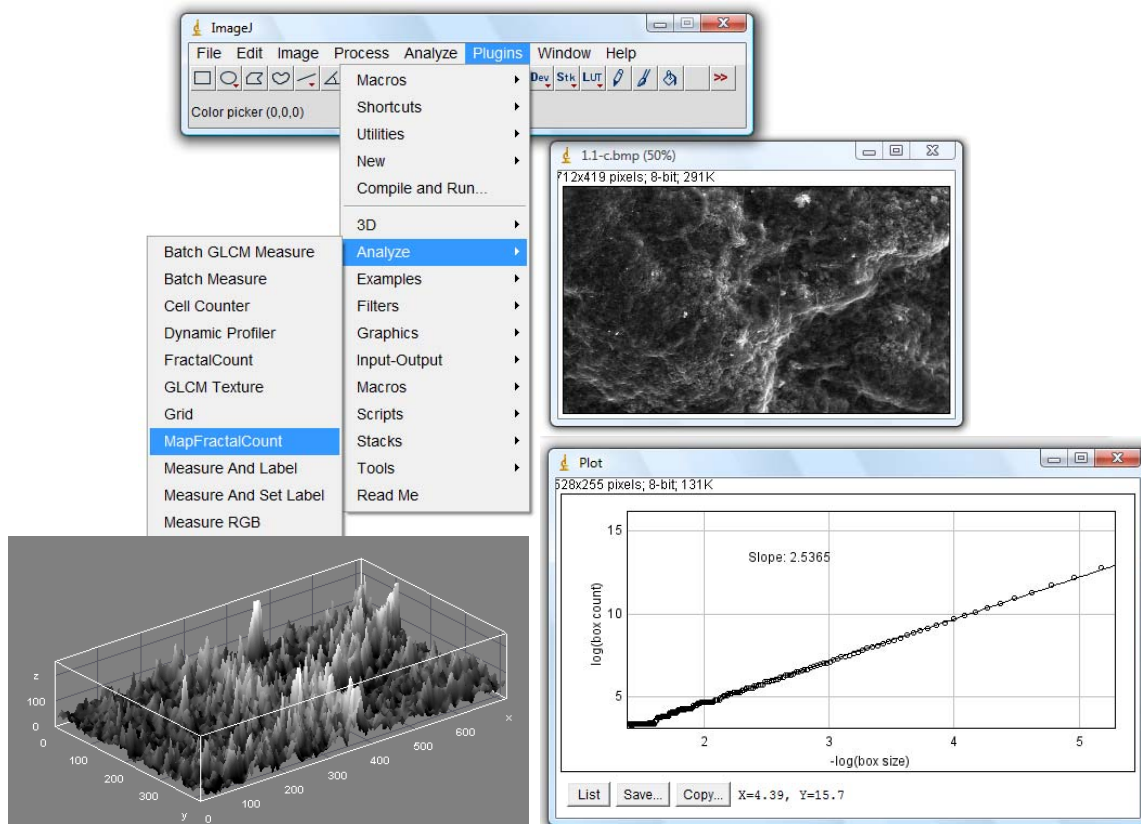 ImageJ
File Edit Image Process Analyze Plugins Window Help
Dev Stk LUT >>
Color picker (0,0,0)
Macros
Shortcuts
Utilities
New
Compile and Run...
3D
Analyze
Examples
Filters
Graphics
Input-Output
Macros
Scripts
Stacks
Tools
Read Me
Batch GLCM Measure
Batch Measure
Cell Counter
Dynamic Profiler
FractalCount
GLCM Texture
Grid
MapFractalCount
Measure And Label
Measure And Set Label
Measure RGB
1.1-c.bmp (50%)
712x419 pixels; 8-bit; 291K
z
100
0
0
100
200
300
y
0
100
200
300
400
500
600
x
Plot
528x255 pixels; 8-bit; 131K
15
10
5
log(box count)
Slope: 2.5365
2 3 4 5
-log(box size)
List Save... Copy... X=4.39, Y=15.7